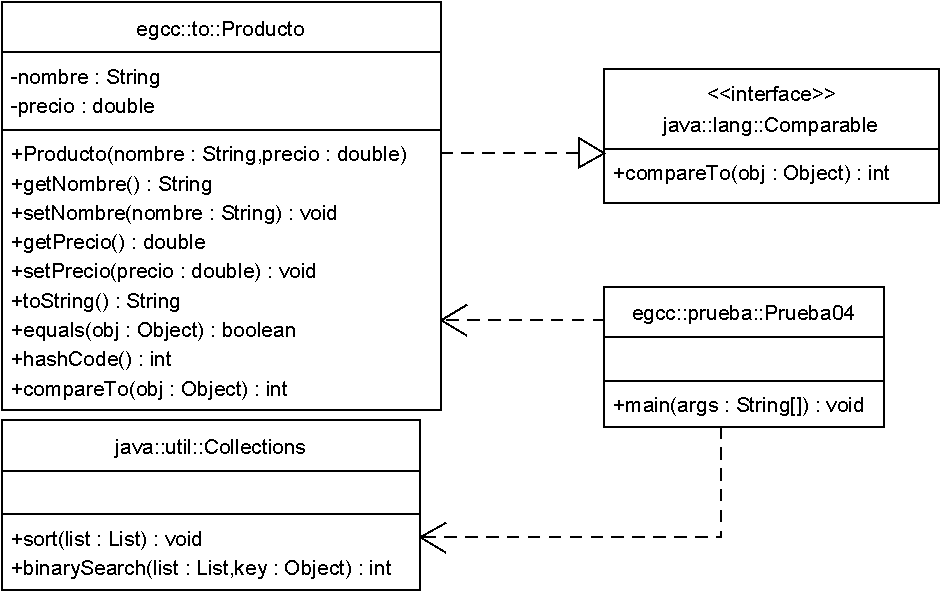 egcc::to::Producto
-nombre : String
-precio : double
+Producto(nombre : String,precio : double)
+getNombre() : String
+setNombre(nombre : String) : void
+getPrecio() : double
+setPrecio(precio : double) : void
+toString() : String
+equals(obj : Object) : boolean
+hashCode() : int
+compareTo(obj : Object) : int
<<interface>>
java::lang::Comparable
+compareTo(obj : Object) : int
egcc::prueba::Prueba04
+main(args : String[]) : void
java::util::Collections
+sort(list : List) : void
+binarySearch(list : List,key : Object) : int